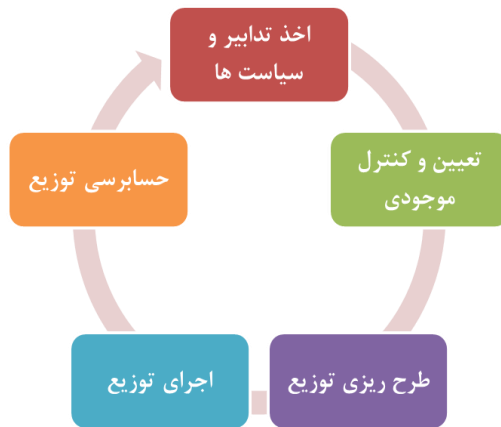 اخذ تدابیر و
سیاست ها
تعیین و کنترل
موجودی
طرح ریزی توزیع
اجرای توزیع
حسابرسی توزیع